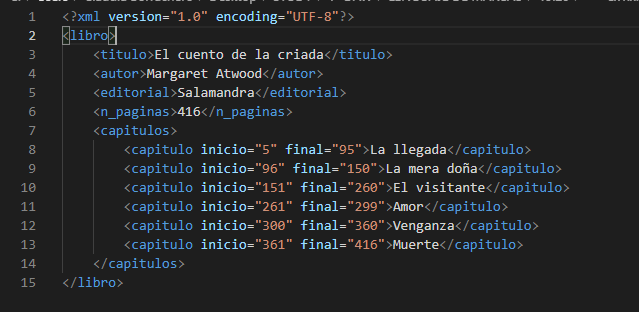 1 <?xml version="1.0" encoding="UTF-8"?>
2 <libro>
3 <titulo>El cuento de la criada</titulo>
4 <autor>Margaret Atwood</autor>
5 <editorial>Salamandra</editorial>
6 <n_paginas>416</n_paginas>
7 <capitulos>
8 <capitulo inicio="5" final="95">La llegada</capitulo>
9 <capitulo inicio="96" final="150">La mera doña</capitulo>
10 <capitulo inicio="151" final="260">El visitante</capitulo>
11 <capitulo inicio="261" final="299">Amor</capitulo>
12 <capitulo inicio="300" final="360">Venganza</capitulo>
13 <capitulo inicio="361" final="416">Muerte</capitulo>
14 </capitulos>
15 </libro>